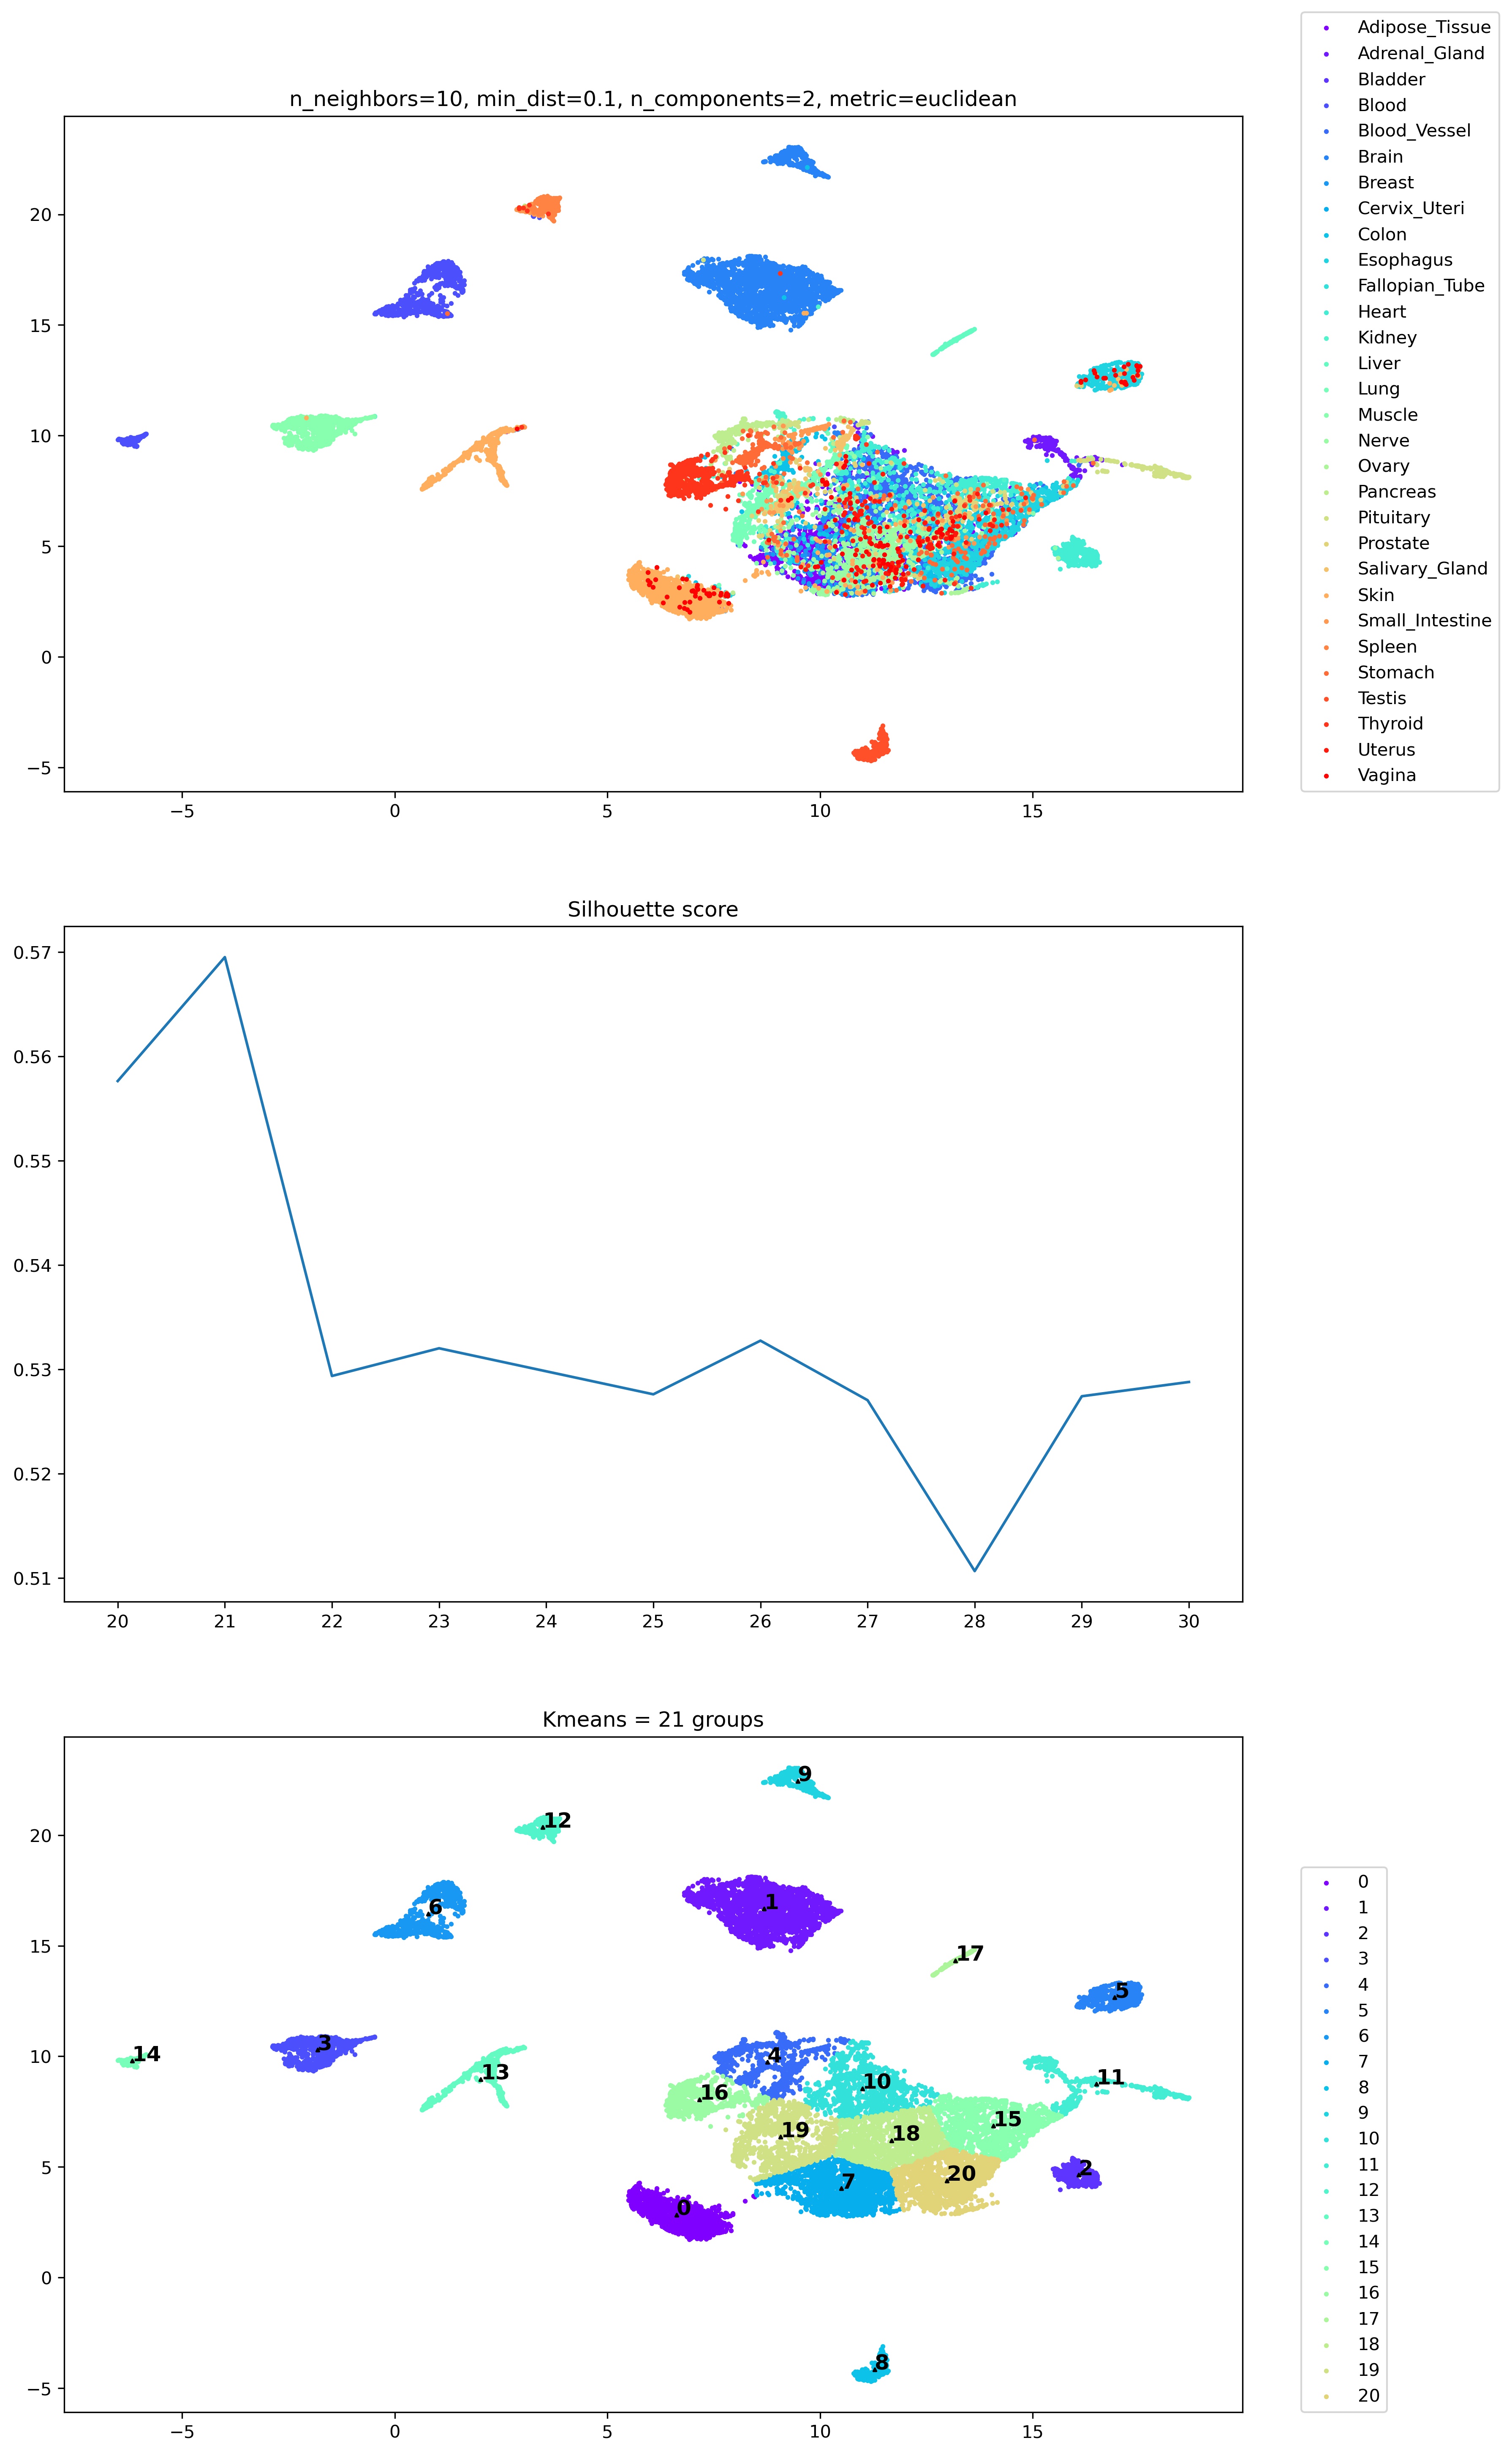 n_neighbors=10, min_dist=0.1, n_components=2, metric=euclidean
20
15
10
5
0
−5
−5
0
5
10
15
Adipose_Tissue
Adrenal_Gland
Bladder
Blood
Blood_Vessel
Brain
Breast
Cervix_Uteri
Colon
Esophagus
Fallopian_Tube
Heart
Kidney
Liver
Lung
Muscle
Nerve
Ovary
Pancreas
Pituitary
Prostate
Salivary_Gland
Skin
Small_Intestine
Spleen
Stomach
Testis
Thyroid
Uterus
Vagina
Silhouette score
0.57
0.56
0.55
0.54
0.53
0.52
0.51
20
21
22
23
24
25
26
27
28
29
30
Kmeans = 21 groups
20
15
10
5
0
−5
−5
0
5
10
15
9
12
1
6
17
5
14
3
13
4
10
11
16
15
19
18
2
20
7
0
8
0
1
2
3
4
5
6
7
8
9
10
11
12
13
14
15
16
17
18
19
20